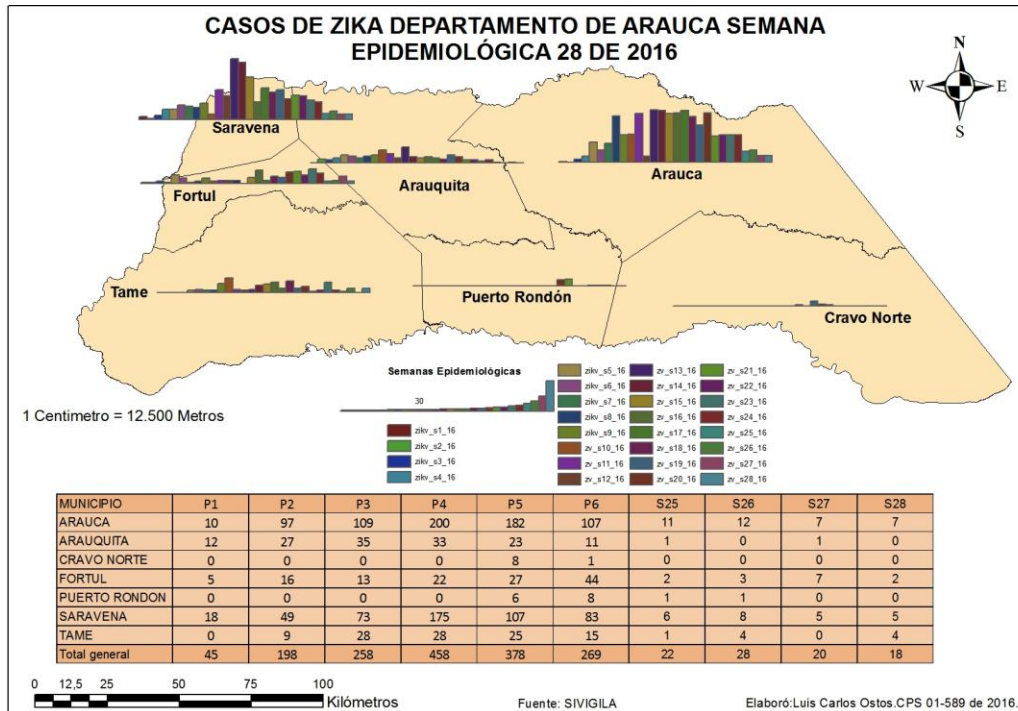 CASOS DE ZIKA DEPARTAMENTO DE ARAUCA SEMANA
EPIDEMIOLÓGICA 28 DE 2016
N
W E
S
Saravena
Arauquita
Arauca
Fortul
Tame
Puerto Rondón
Cravo Norte
1 Centimetro = 12.500 Metros
Semanas Epidemiológicas
30
zikv_s1_16
zikv_s2_16
zikv_s3_16
zikv_s4_16
zikv_s5_16
zikv_s6_16
zikv_s7_16
zikv_s8_16
zikv_s9_16
zv_s10_16
zv_s11_16
zv_s12_16
zv_s13_16
zv_s14_16
zv_s15_16
zv_s16_16
zv_s17_16
zv_s18_16
zv_s19_16
zv_s20_16
zv_s21_16
zv_s22_16
zv_s23_16
zv_s24_16
zv_s25_16
zv_s26_16
zv_s27_16
zv_s28_16
MUNICIPIO P1 P2 P3 P4 P5 P6 S25 S26 S27 S28
ARAUCA 10 97 109 200 182 107 11 12 7 7
ARAUQUITA 12 27 35 33 23 11 1 0 1 0
CRAVO NORTE 0 0 0 0 8 1 0 0 0 0
FORTUL 5 16 13 22 27 44 2 3 7 2
PUERTO RONDON 0 0 0 0 6 8 1 1 0 0
SARAVENA 18 49 73 175 107 83 6 8 5 5
TAME 0 9 28 28 25 15 1 4 0 4
Total general 45 198 258 458 378 269 22 28 20 18
0 12,5 25 50 75 100
Kilómetros
Fuente: SIVIGILA
Elaboró:Luis Carlos Ostos.CPS 01-589 de 2016.